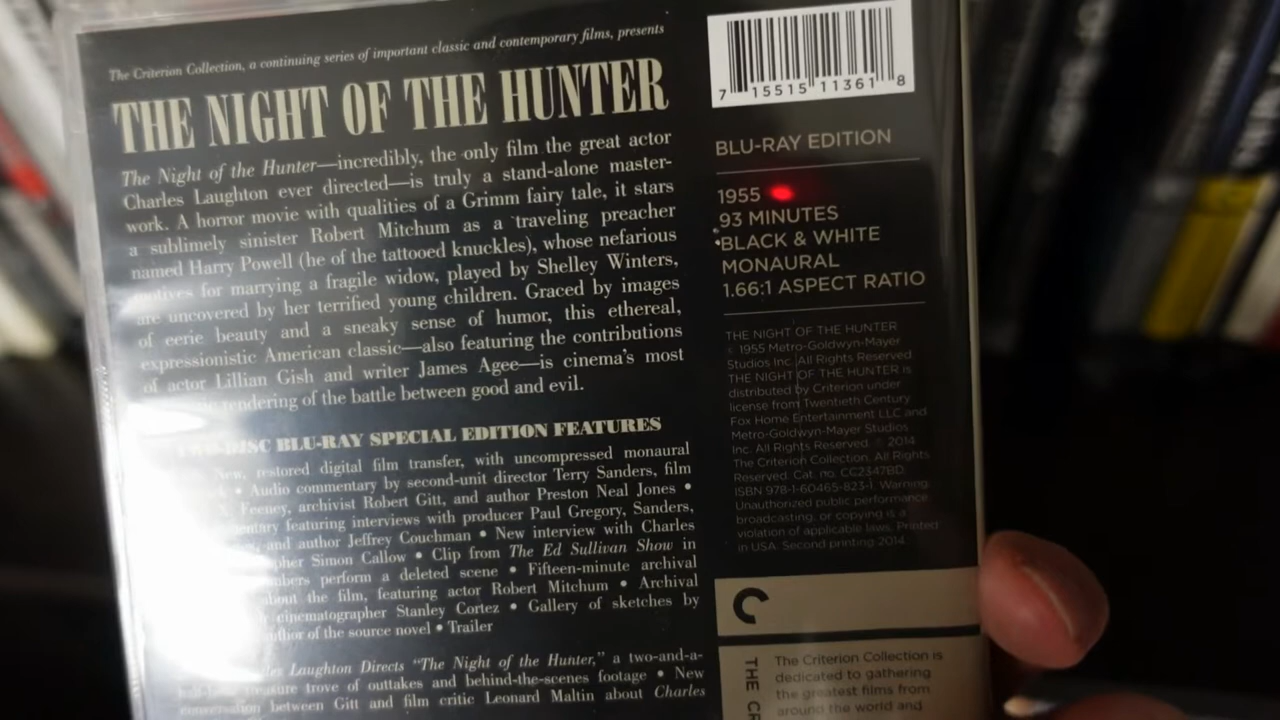 The Criterion Collection, a continuing series of important classic and contemporary films, presents
THE NIGHT OF THE HUNTER
The Night of the Hunter—incredibly, the only film the great actor
Charles Laughton ever directed—is truly a stand-alone master-
work. A horror movie with qualities of a Grimm fairy tale, it stars
a sublimely sinister Robert Mitchum as a traveling preacher
named Harry Powell (he of the tattooed knuckles), whose nefarious
motives for marrying a fragile widow, played by Shelley Winters,
are uncovered by her terrified young children. Graced by images
of eerie beauty and a sneaky sense of humor, this ethereal,
expressionistic American classic—also featuring the contributions
of actor Lillian Gish and writer James Agee—is cinema's most
rendering of the battle between good and evil.
DISC BLU-RAY SPECIAL EDITION FEATURES
New, restored digital film transfer, with uncompressed monaural
• Audio commentary by second-unit director Terry Sanders, film
Feeney, archivist Robert Gitt, and author Preston Neal Jones •
featuring interviews with producer Paul Gregory, Sanders,
and author Jeffrey Couchman • New interview with Charles
Simon Callow • Clip from The Ed Sullivan Show in
perform a deleted scene • Fifteen-minute archival
about the film, featuring actor Robert Mitchum • Archival
cinematographer Stanley Cortez • Gallery of sketches by
author of the source novel • Trailer
Laughton Directs "The Night of the Hunter," a two-and-a-
treasure trove of outtakes and behind-the-scenes footage • New
conversation between Gitt and film critic Leonard Maltin about Charles
7 15515 11361 8
BLU-RAY EDITION
1955
93 MINUTES
BLACK & WHITE
MONAURAL
1.66:1 ASPECT RATIO
THE NIGHT OF THE HUNTER
© 1955 Metro-Goldwyn-Mayer
Studios Inc. All Rights Reserved.
THE NIGHT OF THE HUNTER is
distributed by Criterion under
license from Twentieth Century
Fox Home Entertainment LLC and
Metro-Goldwyn-Mayer Studios
Inc. All Rights Reserved. © 2014
The Criterion Collection. All Rights
Reserved. Cat. no. CC2347BD.
ISBN 978-1-60465-823-1. Warning:
Unauthorized public performance,
broadcasting, or copying is a
violation of applicable laws. Printed
in USA. Second printing 2014.
THE CR
The Criterion Collection is
dedicated to gathering
the greatest films from
around the world and